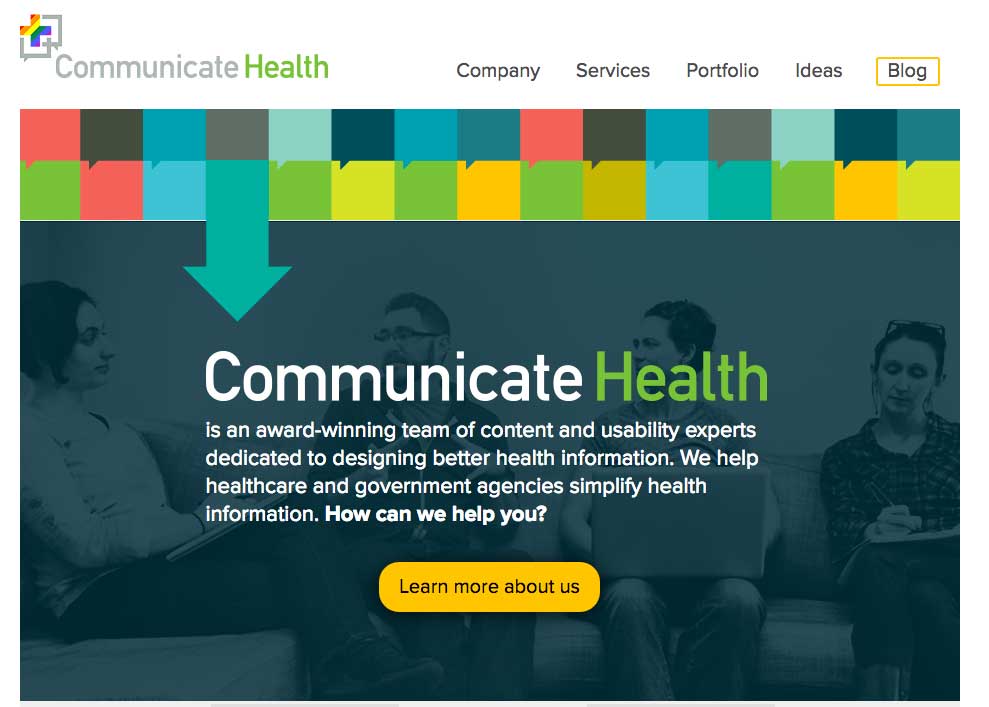 Communicate Health
Company Services Portfolio Ideas Blog
Communicate Health
is an award-winning team of content and usability experts
dedicated to designing better health information. We help
healthcare and government agencies simplify health
information. How can we help you?
Learn more about us